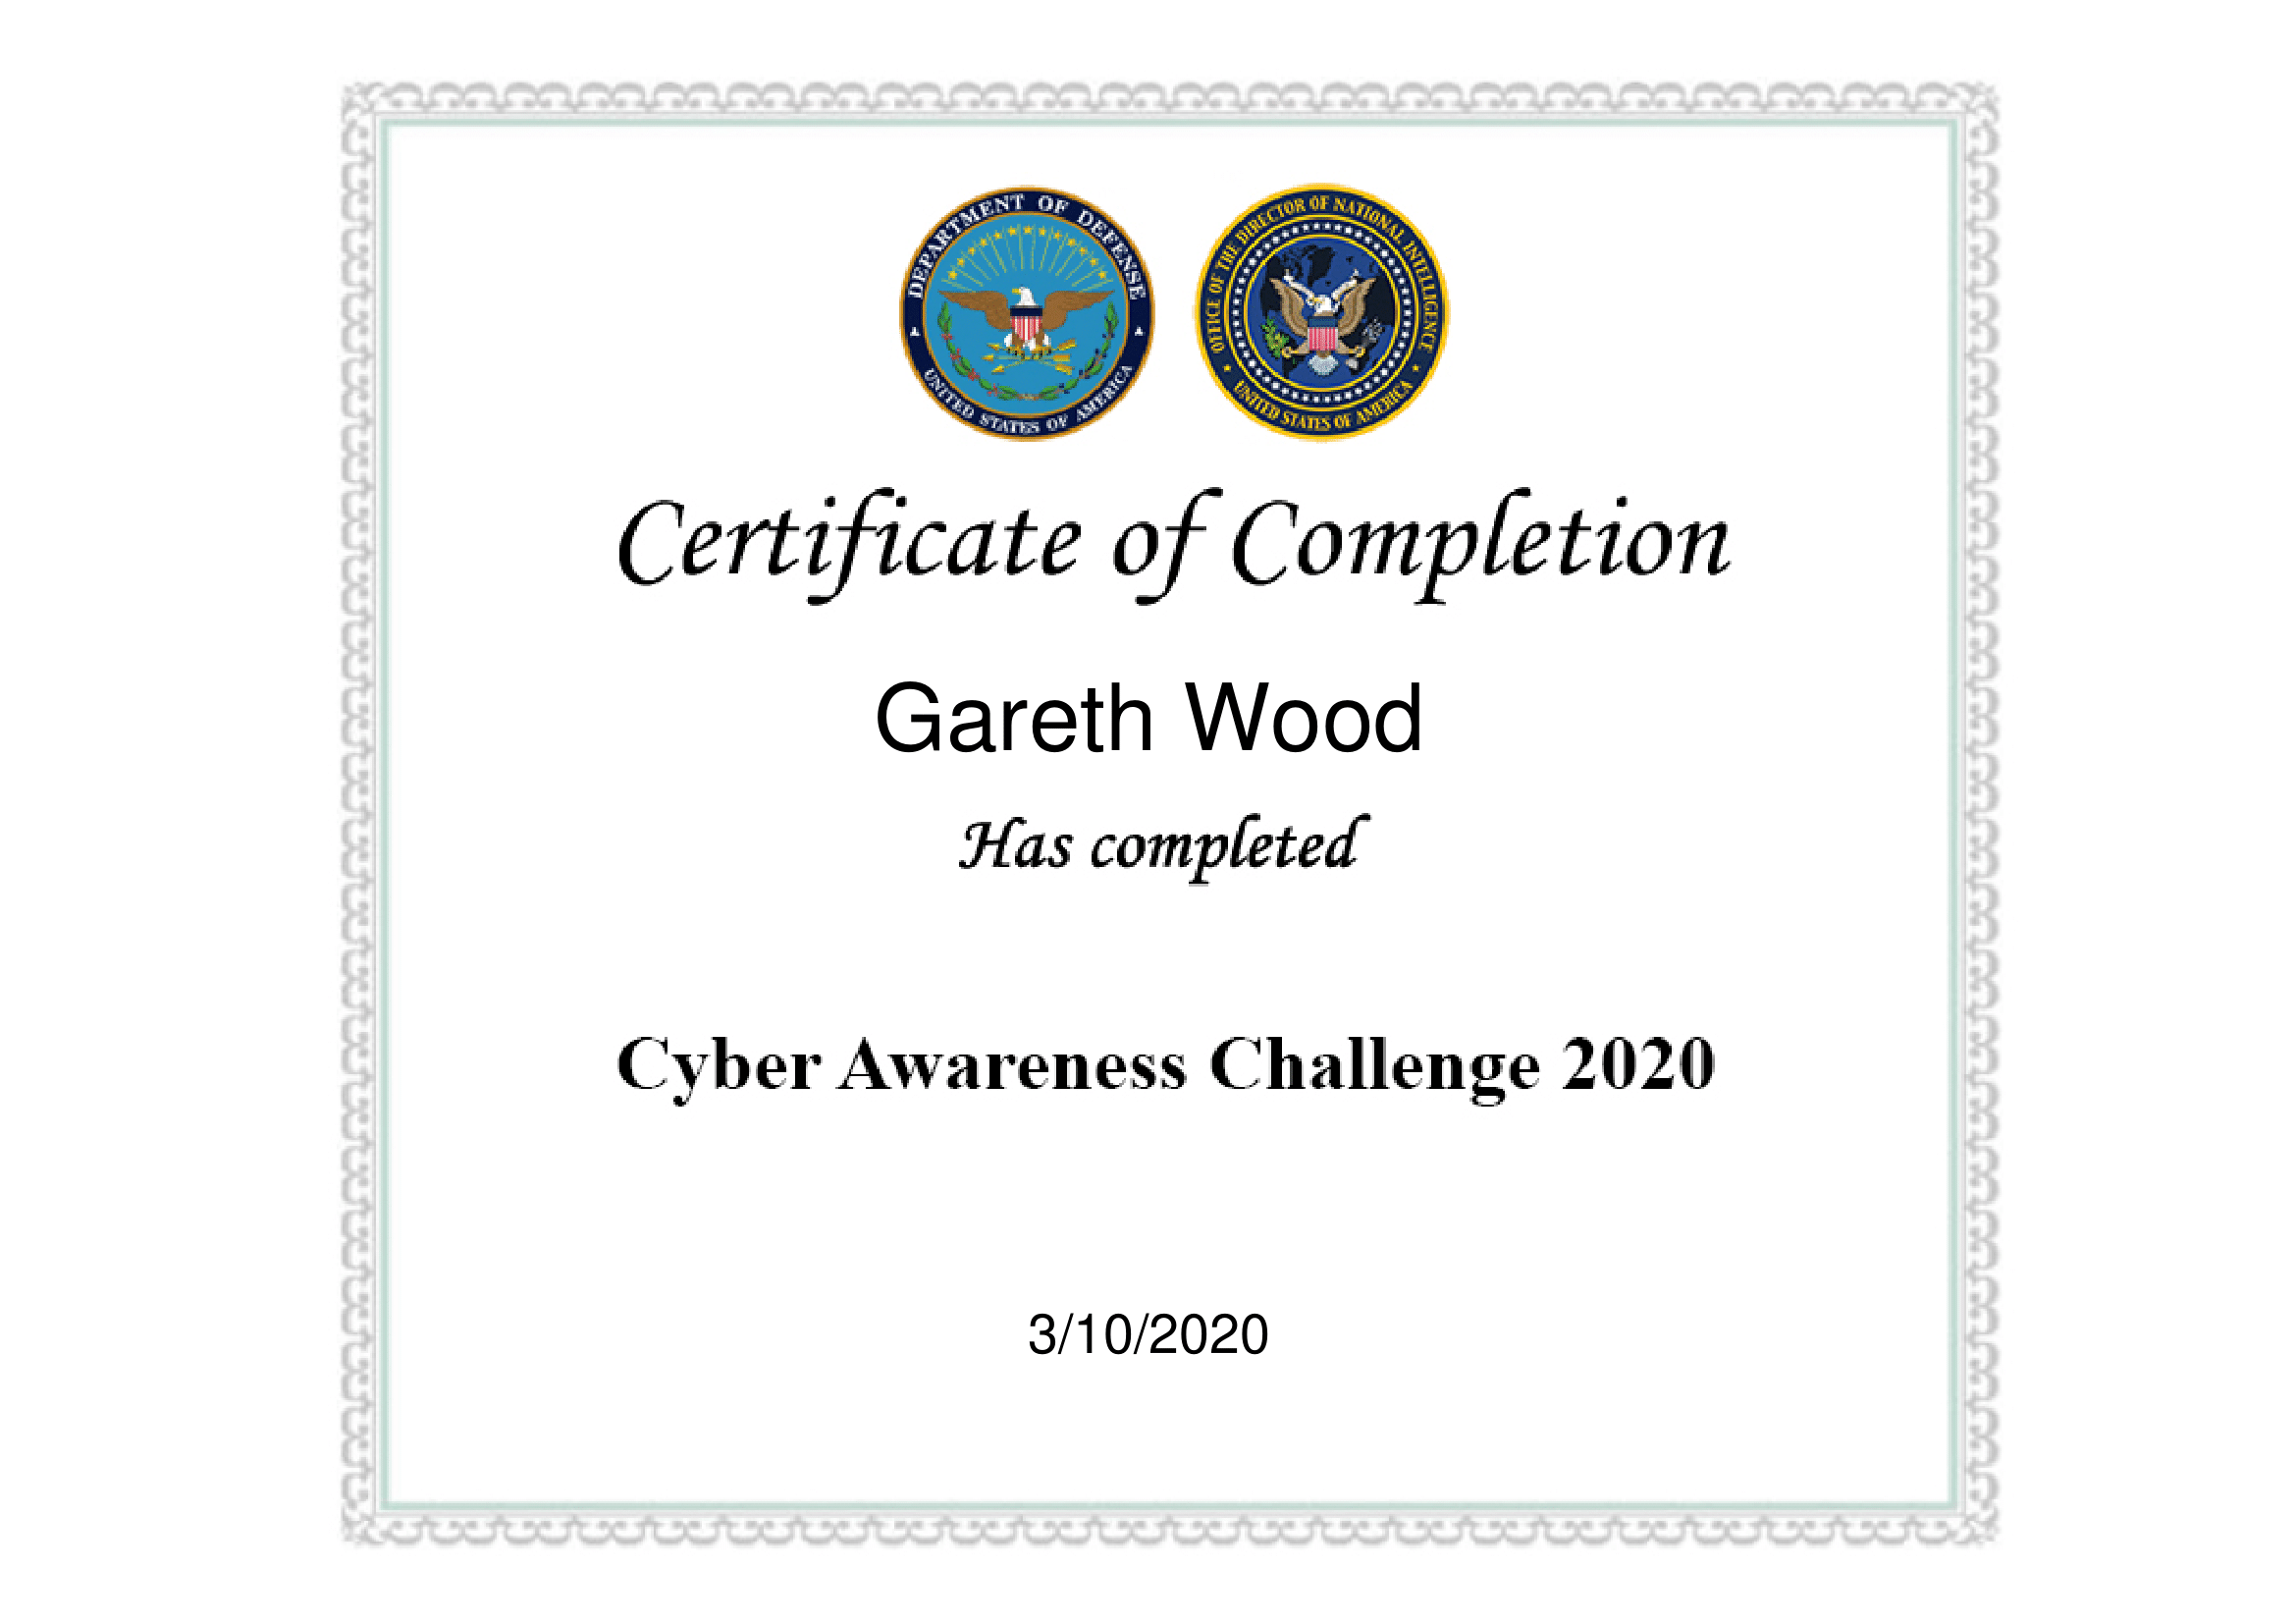 DEPARTMENT OF DEFENSE
UNITED STATES OF AMERICA
OFFICE OF THE DIRECTOR OF NATIONAL INTELLIGENCE
UNITED STATES OF AMERICA
Certificate of Completion
Gareth Wood
Has completed
Cyber Awareness Challenge 2020
3/10/2020